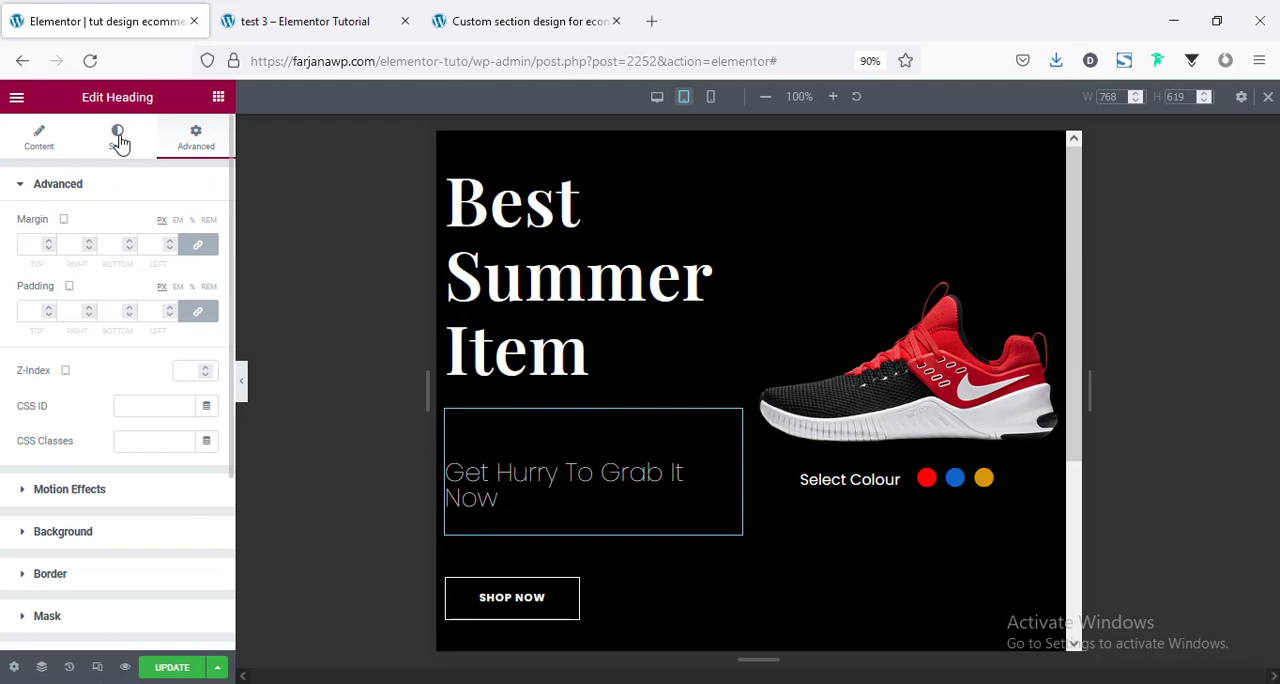 Elementor | tut design ecomme
test 3 – Elementor Tutorial
Custom section design for ecom
https://farjanawp.com/elementor-tuto/wp-admin/post.php?post=2252&action=elementor#
90%
Edit Heading
100%
W 768
H 619
Content
Advanced
Advanced
Margin
PX EM % REM
TOP RIGHT BOTTOM LEFT
Padding
PX EM % REM
TOP RIGHT BOTTOM LEFT
Z-Index
CSS ID
CSS Classes
Motion Effects
Background
Border
Mask
UPDATE
Best
Summer
Item
Get Hurry To Grab It
Now
SHOP NOW
Select Colour
Activate Windows
Go to Settings to activate Windows.